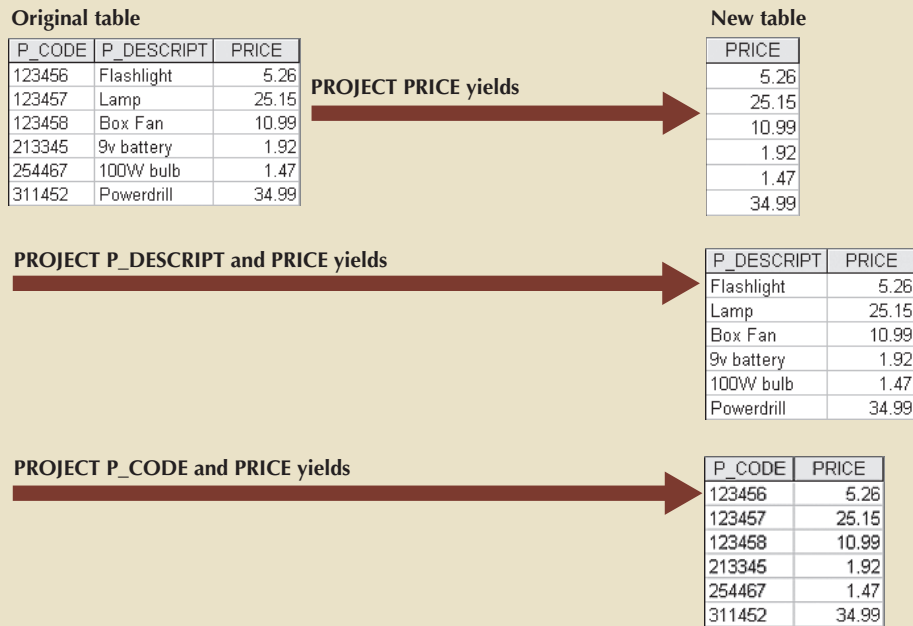 Original table
P_CODE P_DESCRIPT PRICE
123456 Flashlight 5.26
123457 Lamp 25.15
123458 Box Fan 10.99
213345 9v battery 1.92
254467 100W bulb 1.47
311452 Powerdrill 34.99
PROJECT PRICE yields
New table
PRICE
5.26
25.15
10.99
1.92
1.47
34.99
PROJECT P_DESCRIPT and PRICE yields
P_DESCRIPT PRICE
Flashlight 5.26
Lamp 25.15
Box Fan 10.99
9v battery 1.92
100W bulb 1.47
Powerdrill 34.99
PROJECT P_CODE and PRICE yields
P_CODE PRICE
123456 5.26
123457 25.15
123458 10.99
213345 1.92
254467 1.47
311452 34.99